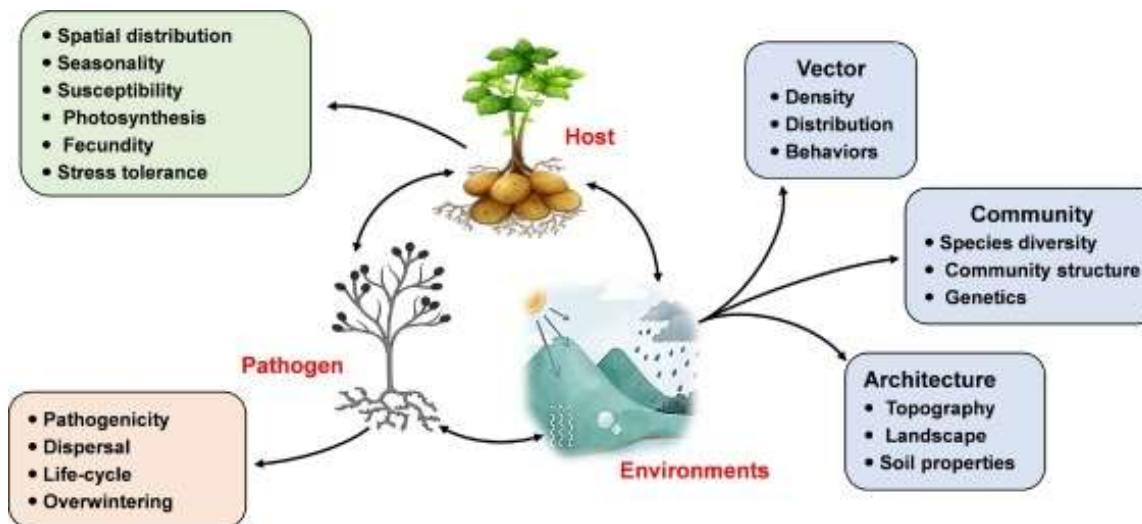 • Spatial distribution
• Seasonality
• Susceptibility
• Photosynthesis
• Fecundity
• Stress tolerance
Host
Vector
• Density
• Distribution
• Behaviors
Community
• Species diversity
• Community structure
• Genetics
Pathogen
Environments
Architecture
• Topography
• Landscape
• Soil properties
• Pathogenicity
• Dispersal
• Life-cycle
• Overwintering